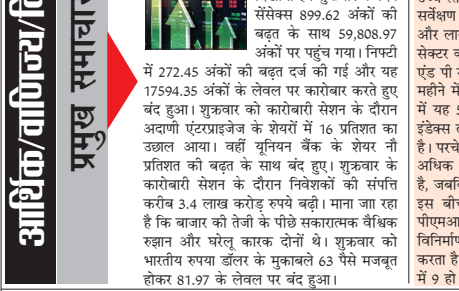 आर्थिक/वाणिज्य/वि
प्रमुख समाचार
सेंसेक्स 899.62 अंकों की
बढ़त के साथ 59,808.97
अंकों पर पहुंच गया। निफ्टी
में 272.45 अंकों की बढ़त दर्ज की गई और यह
17594.35 अंकों के लेवल पर कारोबार करते हुए
बंद हुआ। शुक्रवार को कारोबारी सेशन के दौरान
अदाणी एंटरप्राइजेज के शेयरों में 16 प्रतिशत का
उछाल आया। वहीं यूनियन बैंक के शेयर नौ
प्रतिशत की बढ़त के साथ बंद हुए। शुक्रवार के
कारोबारी सेशन के दौरान निवेशकों की संपत्ति
करीब 3.4 लाख करोड़ रुपये बढ़ी। माना जाा रहा
है कि बाजार की तेजी के पीछे सकारात्मक वैश्विक
रुझान और घरेलू कारक दोनों थे। शुक्रवार को
भारतीय रुपया डॉलर के मुकाबले 63 पैसे मजबूत
होकर 81.97 के लेवल पर बंद हुआ।
सर्वेक्षण
और ला
सेक्टर व
एंड पी
महीने में
में यह 5
इंडेक्स
है। परचे
अधिक
है, जबवि
इस बीच
पीएमआ
विनिर्माण
करता है
में 9 हो